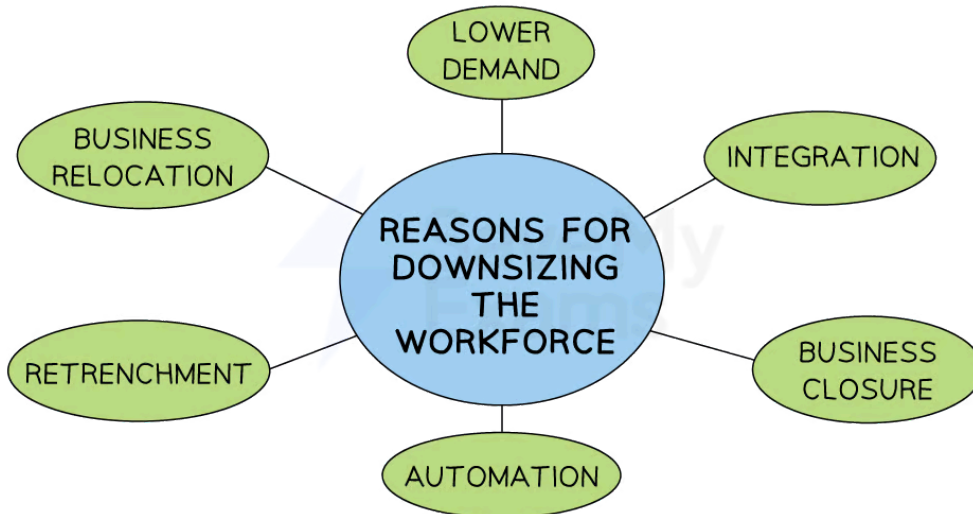 LOWER
DEMAND
BUSINESS
RELOCATION
INTEGRATION
REASONS FOR
DOWNSIZING
THE
WORKFORCE
RETRENCHMENT
BUSINESS
CLOSURE
AUTOMATION